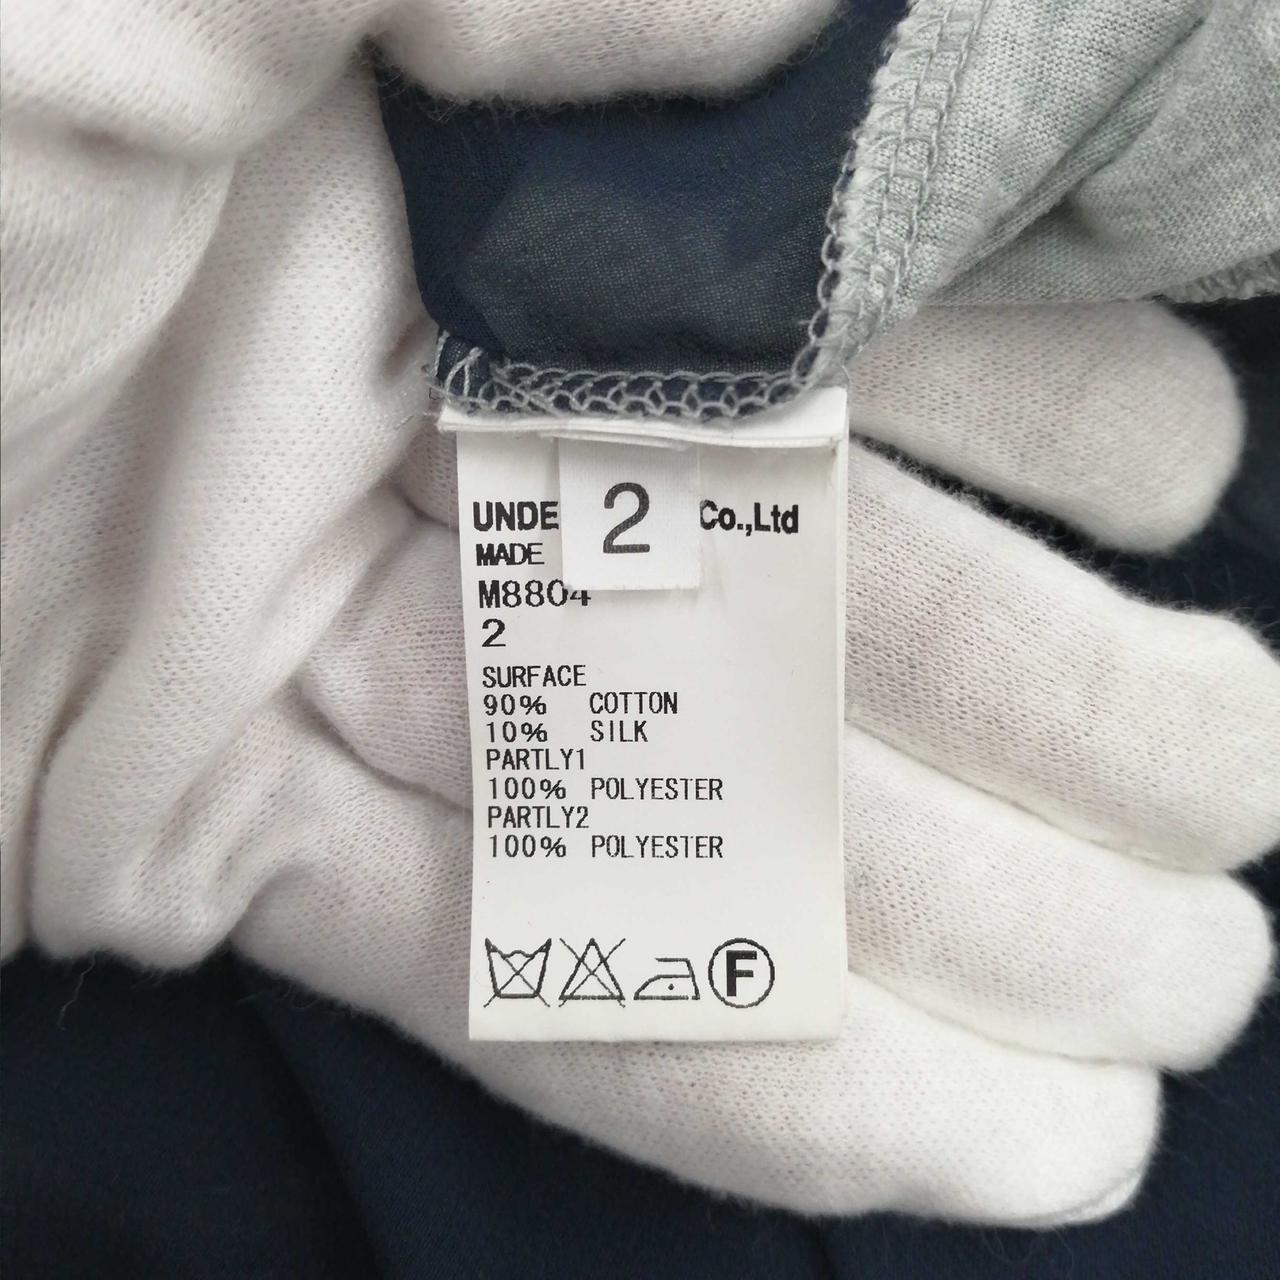 2
UNDE Co.,Ltd
MADE
M8804
2
SURFACE
90% COTTON
10% SILK
PARTLY1
100% POLYESTER
PARTLY2
100% POLYESTER
F